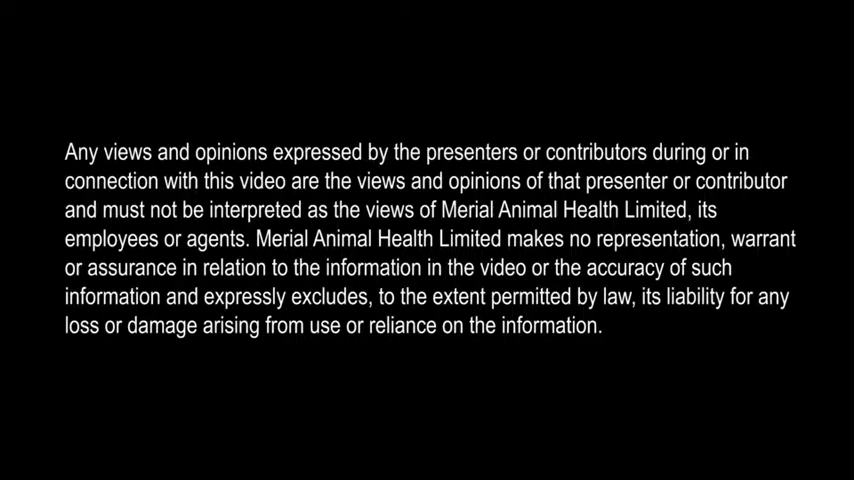 Any views and opinions expressed by the presenters or contributors during or in
connection with this video are the views and opinions of that presenter or contributor
and must not be interpreted as the views of Merial Animal Health Limited, its
employees or agents. Merial Animal Health Limited makes no representation, warrant
or assurance in relation to the information in the video or the accuracy of such
information and expressly excludes, to the extent permitted by law, its liability for any
loss or damage arising from use or reliance on the information.